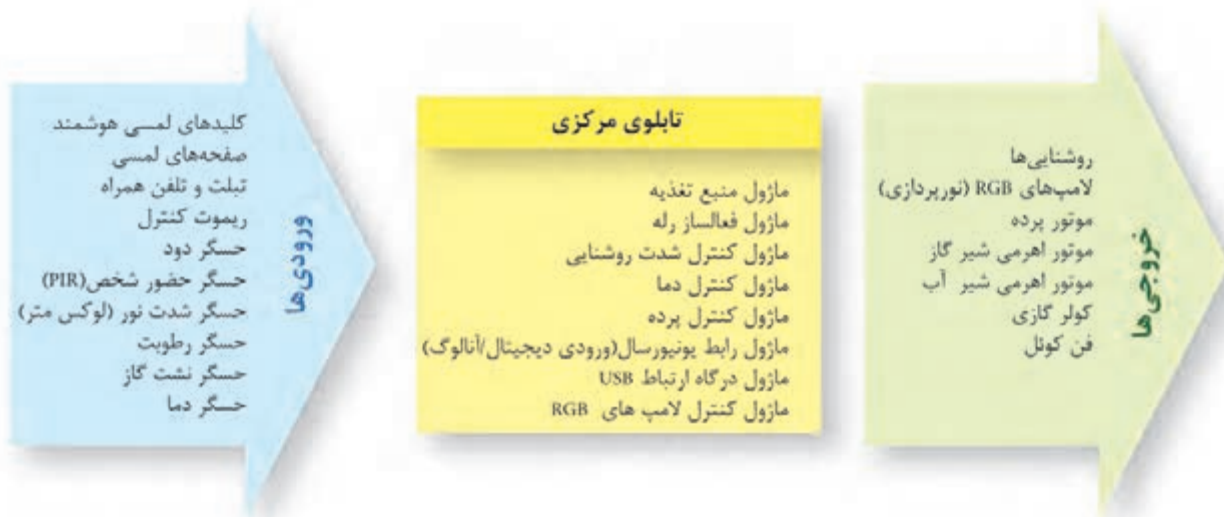 کلیدهای لمسی هوشمند
صفحه‌های لمسی
تبلت و تلفن همراه
ریموت کنترل
حسگر دود
حسگر حضور شخص(PIR)
حسگر شدت نور (لوکس متر)
حسگر رطوبت
حسگر نشت گاز
حسگر دما
ورودی‌ها
تابلوی مرکزی
ماژول منبع تغذیه
ماژول فعالساز رله
ماژول کنترل شدت روشنایی
ماژول کنترل دما
ماژول کنترل پرده
ماژول رابط یونیورسال(ورودی دیجیتال/آنالوگ)
ماژول درگاه ارتباط USB
ماژول کنترل لامپ های RGB
روشنایی‌ها
لامپ‌های RGB (نورپردازی)
موتور پرده
موتور اهرمی شیر گاز
موتور اهرمی شیر آب
کولر گازی
فن کوئل
خروجی‌ها